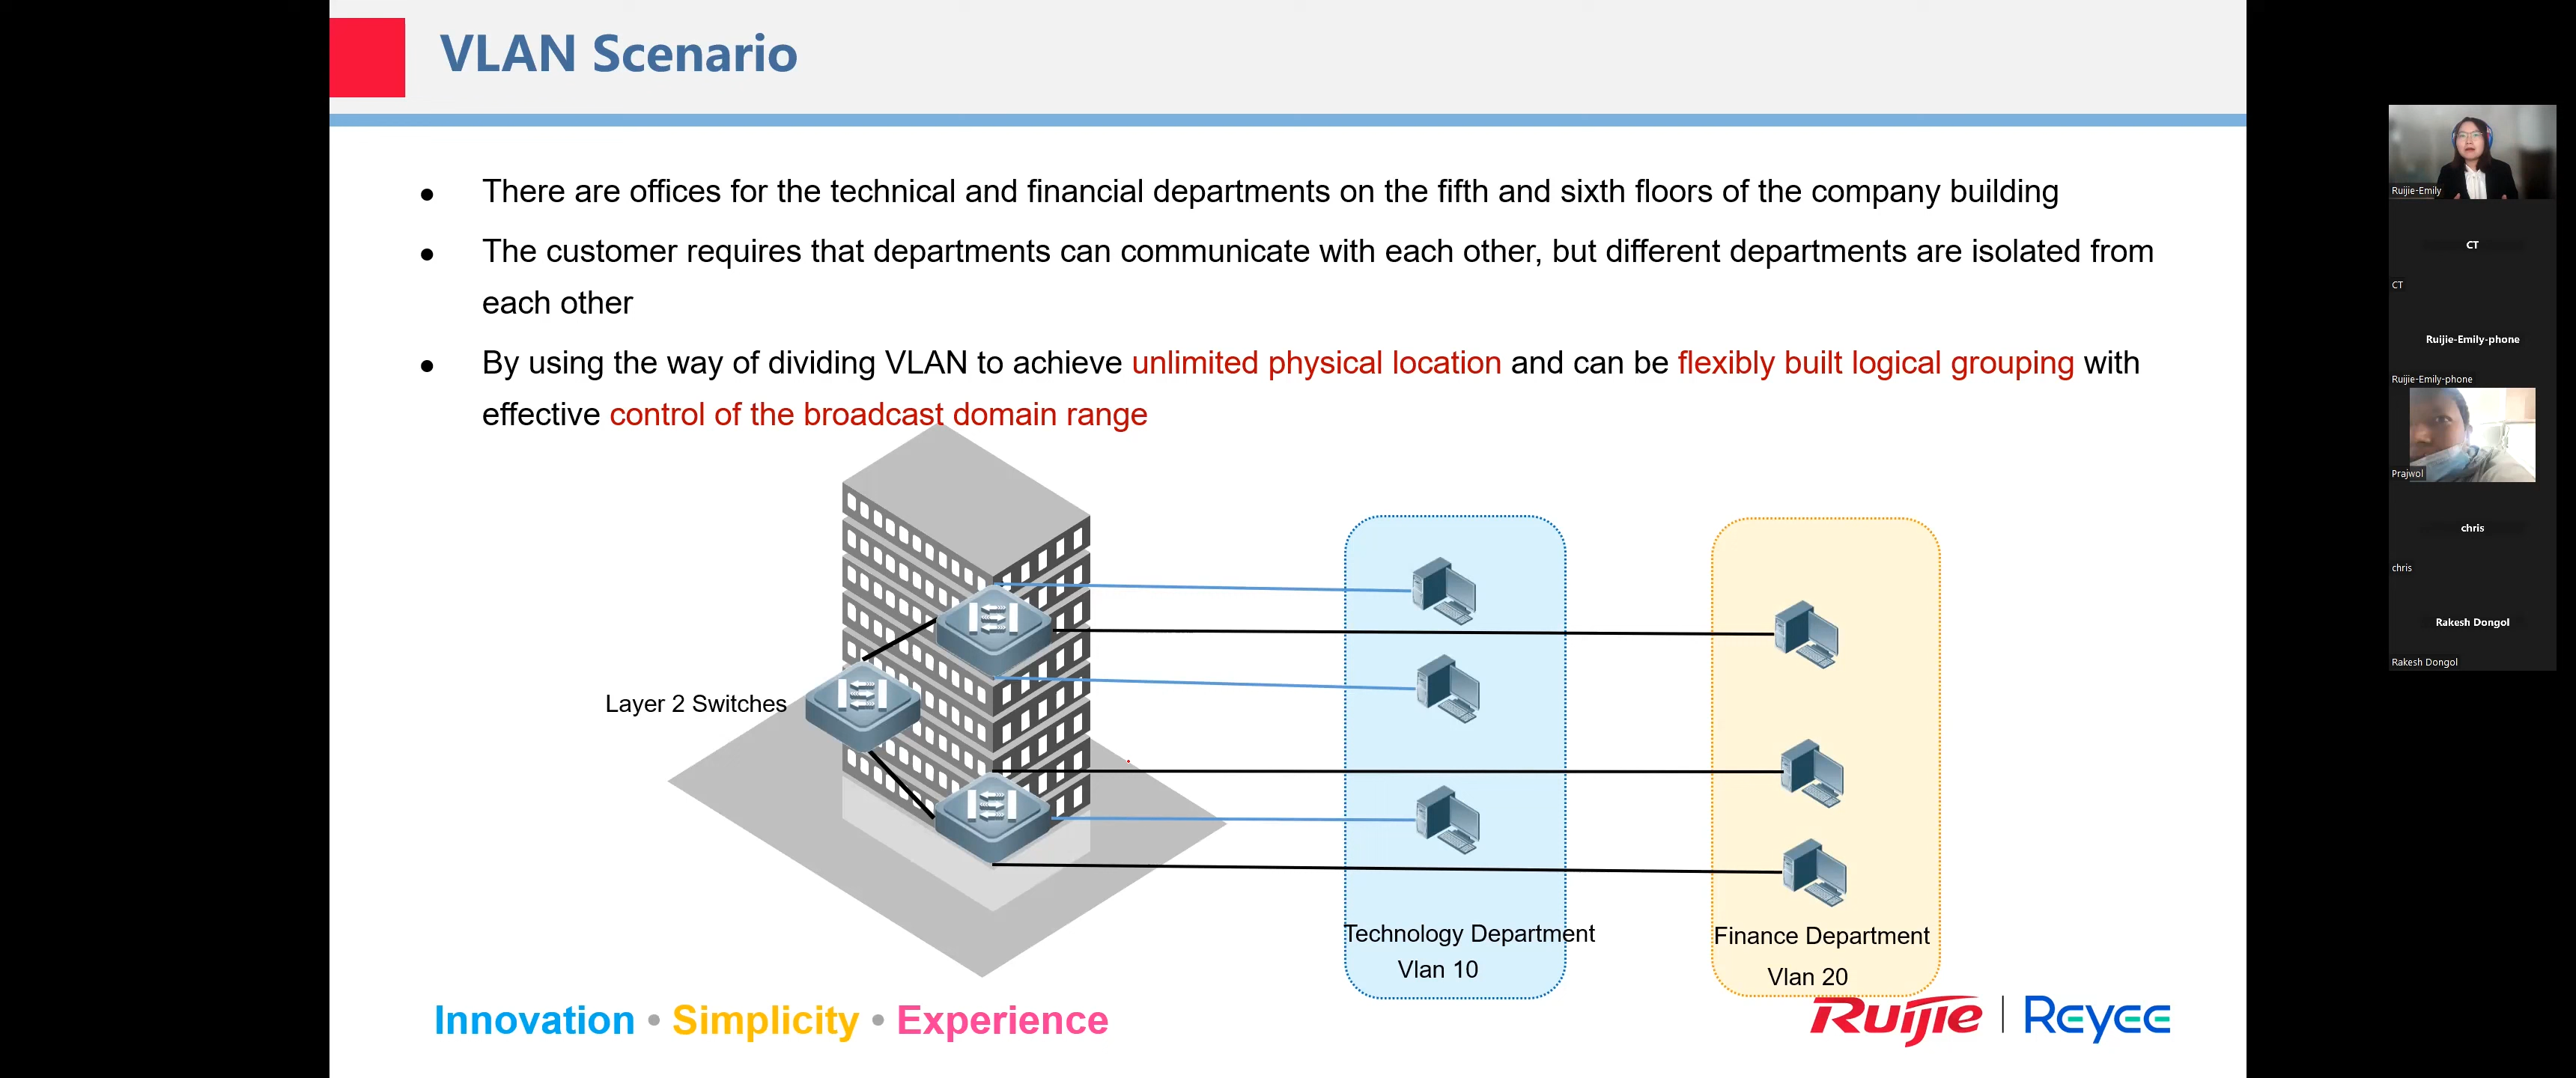 VLAN Scenario
There are offices for the technical and financial departments on the fifth and sixth floors of the company building
The customer requires that departments can communicate with each other, but different departments are isolated from
each other
By using the way of dividing VLAN to achieve unlimited physical location and can be flexibly built logical grouping with
effective control of the broadcast domain range
Layer 2 Switches
Technology Department
Vlan 10
Finance Department
Vlan 20
Innovation • Simplicity • Experience
Ruijie | Reyee
Ruijie-Emily
CT
CT
Ruijie-Emily-phone
Ruijie-Emily-phone
Prajwol
chris
chris
Rakesh Dongol
Rakesh Dongol